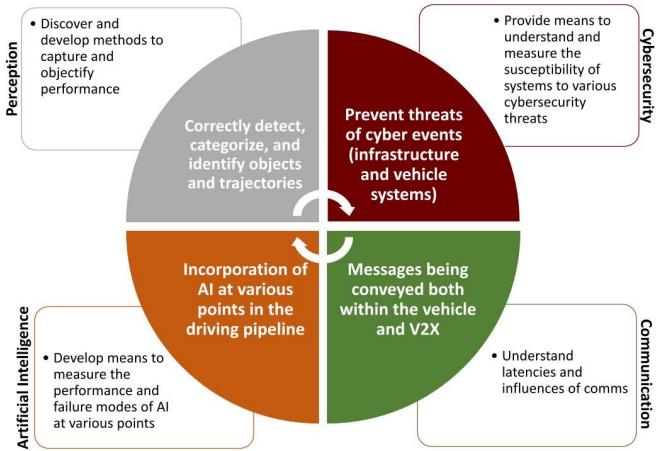 Perception
• Discover and
develop methods to
capture and
objectify
performance
Correctly detect,
categorize, and
identify objects
and trajectories
Prevent threats
of cyber events
(infrastructure
and vehicle
systems)
• Provide means to
understand and
measure the
susceptibility of
systems to various
cybersecurity
threats
Cybersecurity
Artificial Intelligence
• Develop means to
measure the
performance and
failure modes of AI
at various points
Incorporation of
AI at various
points in the
driving pipeline
Messages being
conveyed both
within the vehicle
and V2X
• Understand
latencies and
influences of comms
Communication